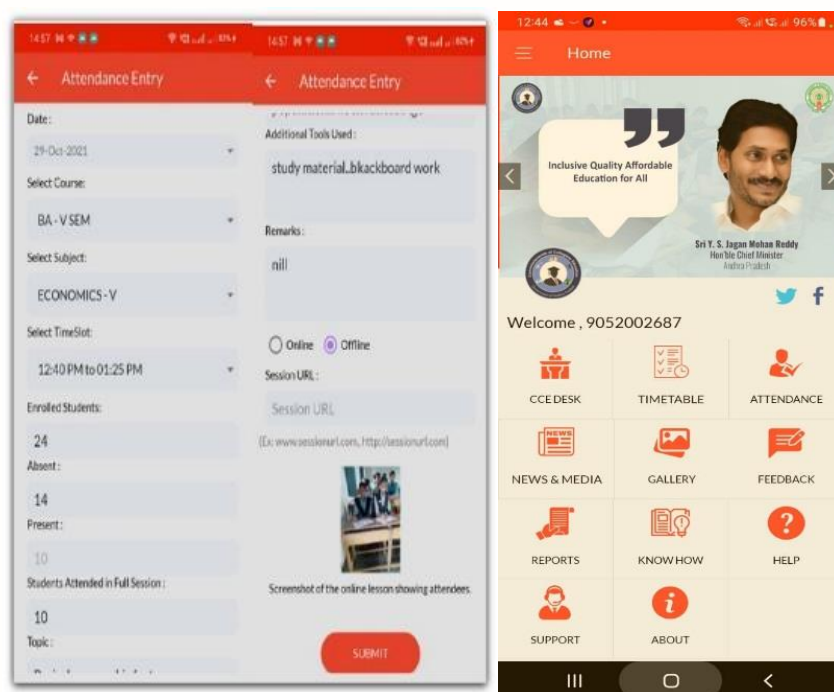 14:57
Attendance Entry
Date:
29-Oct-2021
Select Course:
BA - V SEM
Select Subject:
ECONOMICS - V
Select TimeSlot:
12:40 PM to 01:25 PM
Enrolled Students:
24
Absent:
14
Present:
10
Students Attended in Full Session:
10
Topic:
14:57
Attendance Entry
Additional Tools Used:
study material..bkackboard work
Remarks:
nill
Online Offline
Session URL:
Session URL
(Ex: www.sessionurl.com, http://sessionurl.com)
Screenshot of the online lesson showing attendees.
SUBMIT
12:44 96%
Home
Inclusive Quality Affordable
Education for All
Sri Y. S. Jagan Mohan Reddy
Hon'ble Chief Minister
Andhra Pradesh
Welcome , 9052002687
CCE DESK TIMETABLE ATTENDANCE
NEWS
NEWS & MEDIA GALLERY FEEDBACK
REPORTS KNOW HOW HELP
SUPPORT ABOUT